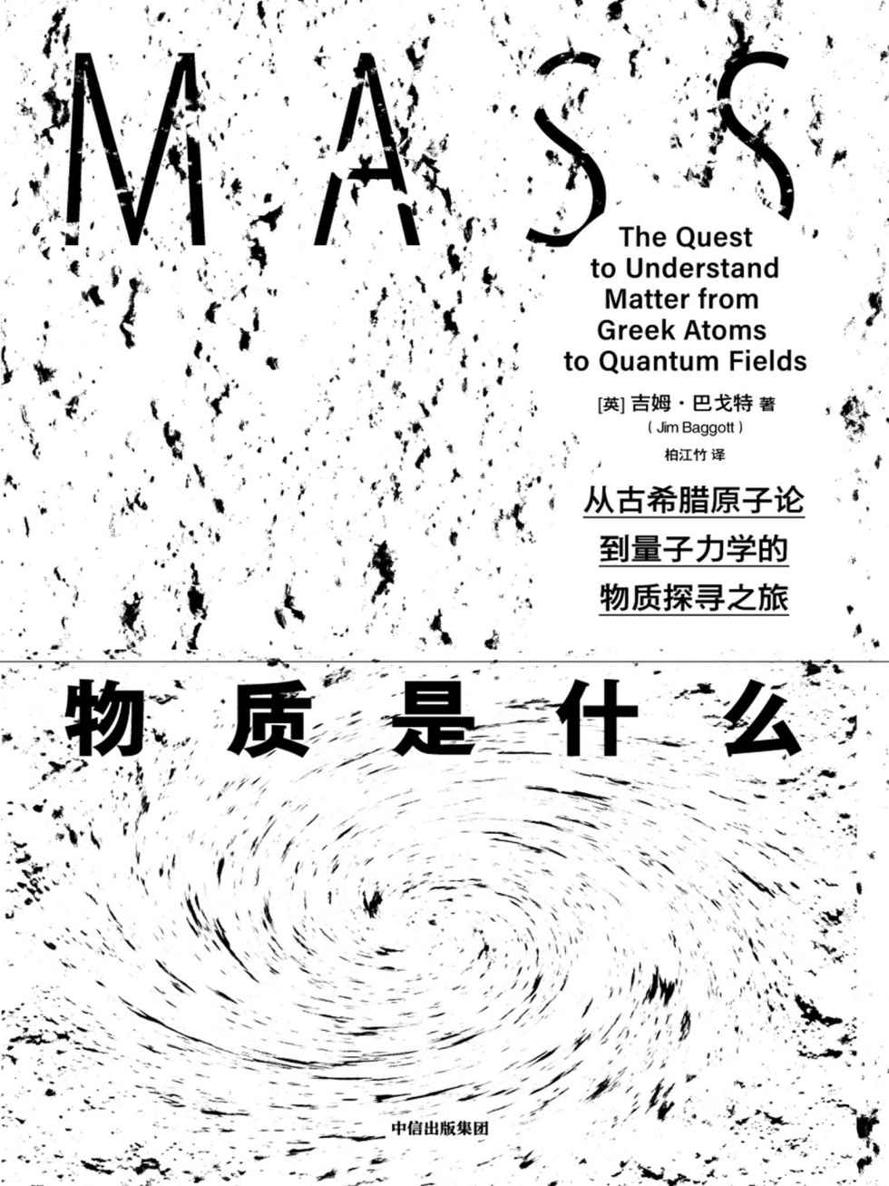 MASS
The Quest
to Understand
Matter from
Greek Atoms
to Quantum Fields
[英] 吉姆·巴戈特 著
（Jim Baggott）
柏江竹 译
从古希腊原子论
到量子力学的
物质探寻之旅
物质是什么
中信出版集团